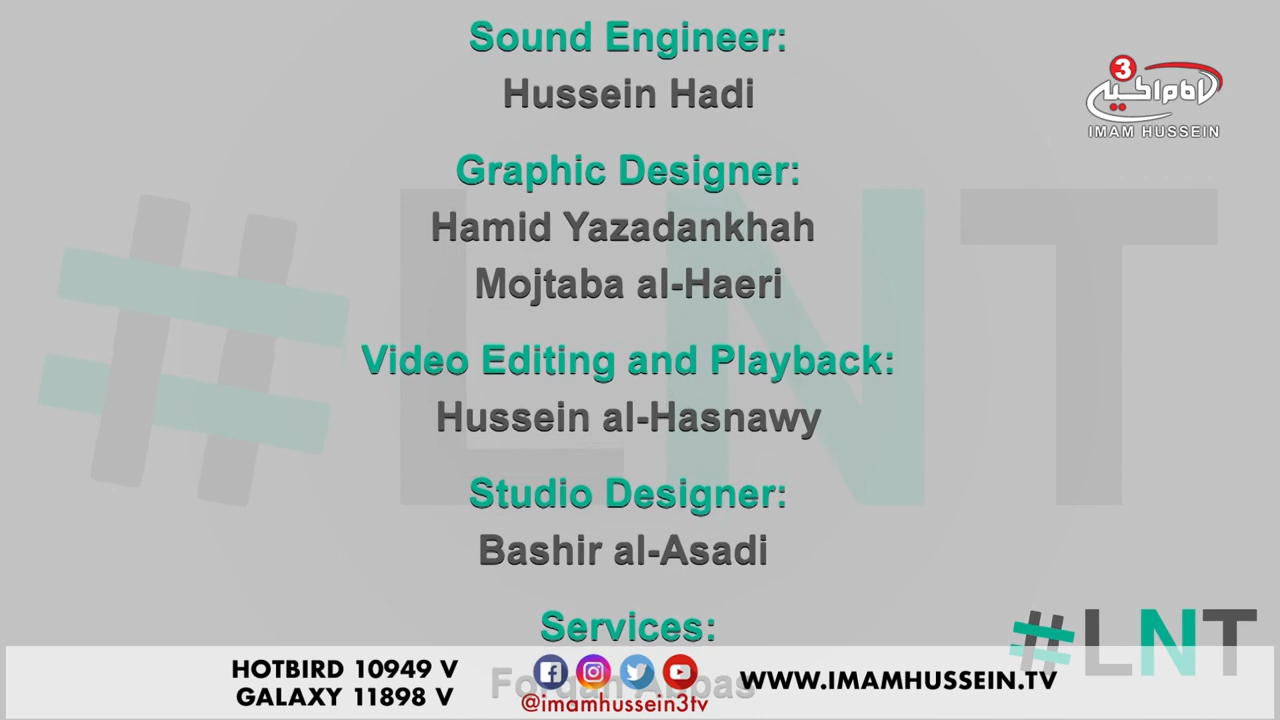 Sound Engineer:
Hussein Hadi
Graphic Designer:
Hamid Yazadankhah
Mojtaba al-Haeri
Video Editing and Playback:
Hussein al-Hasnawy
Studio Designer:
Bashir al-Asadi
Services:
3
IMAM HUSSEIN
#LNT
#LNT
HOTBIRD 10949 V
GALAXY 11898 V
@imamhussein3tv
WWW.IMAMHUSSEIN.TV